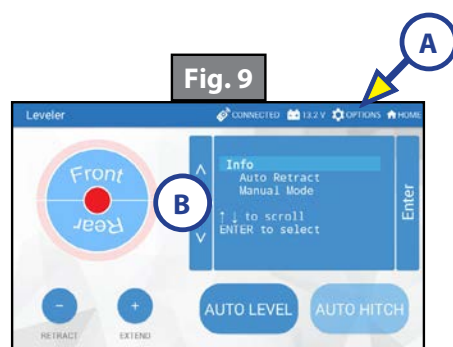 A
Fig. 9
Leveler CONNECTED 13.2 V OPTIONS HOME
Front
Rear
B
Info
Auto Retract
Manual Mode
↑ ↓ to scroll
ENTER to select
Enter
- +
RETRACT EXTEND
AUTO LEVEL AUTO HITCH